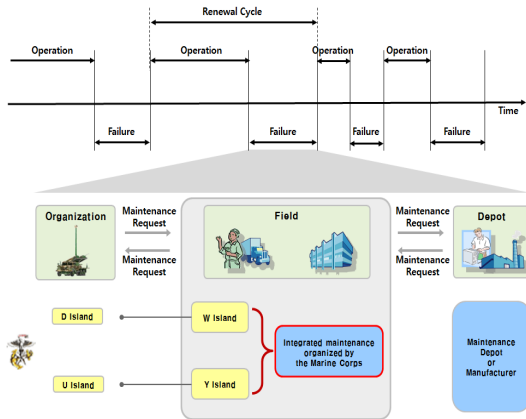 Renewal Cycle
Operation
Operation
Operation
Operation
Time
Failure
Failure
Failure
Failure
Organization
Maintenance
Request
Maintenance
Request
Field
Maintenance
Request
Maintenance
Request
Depot
D Island
W Island
U Island
Y Island
Integrated maintenance
organized by
the Marine Corps
Maintenance
Depot
or
Manufacturer